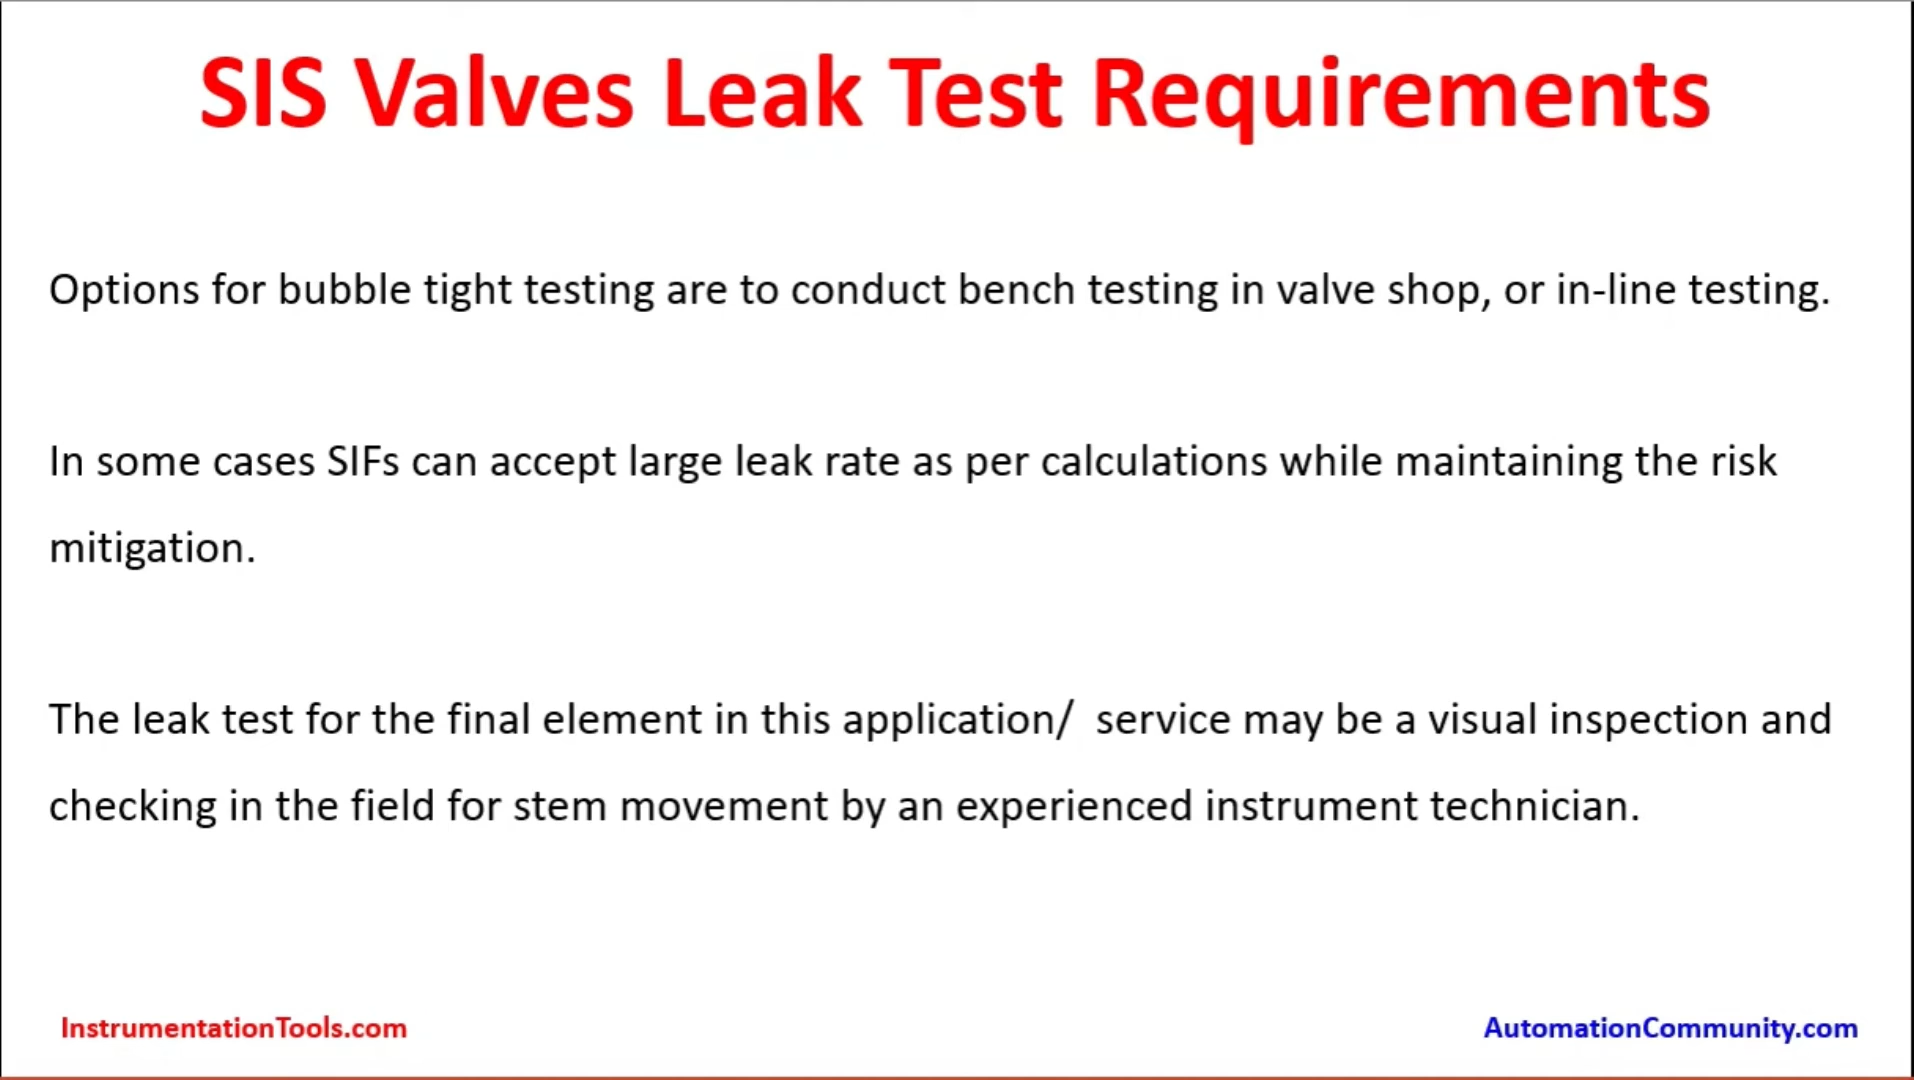 SIS Valves Leak Test Requirements
Options for bubble tight testing are to conduct bench testing in valve shop, or in-line testing.
In some cases SIFs can accept large leak rate as per calculations while maintaining the risk
mitigation.
The leak test for the final element in this application/  service may be a visual inspection and
checking in the field for stem movement by an experienced instrument technician.
InstrumentationTools.com
AutomationCommunity.com